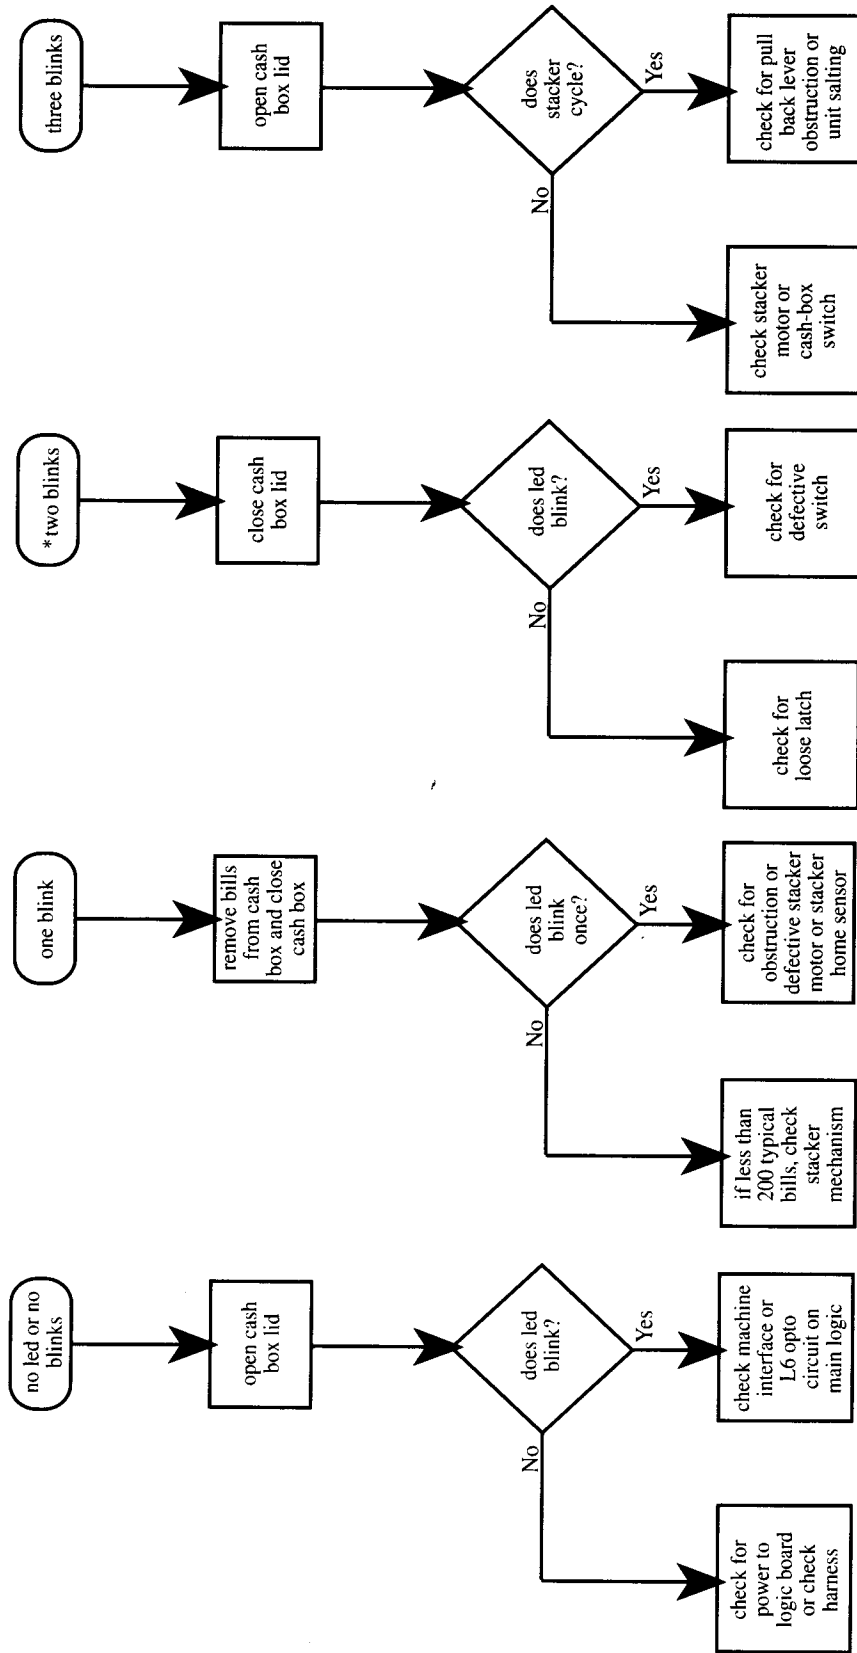 no led or no
blinks
open cash
box lid
does led
blink?
No
Yes
check for
power to
logic board
or check
harness
check machine
interface or
L6 opto
circuit on
main logic
one blink
remove bills
from cash
box and close
cash box
does led
blink
once?
No
Yes
if less than
200 typical
bills, check
stacker
mechanism
check for
obstruction or
defective stacker
motor or stacker
home sensor
*two blinks
close cash
box lid
does led
blink?
No
Yes
check for
loose latch
check for
defective
switch
three blinks
open cash
box lid
does
stacker
cycle?
No
Yes
check stacker
motor or
cash-box
switch
check for pull
back lever
obstruction or
unit salting